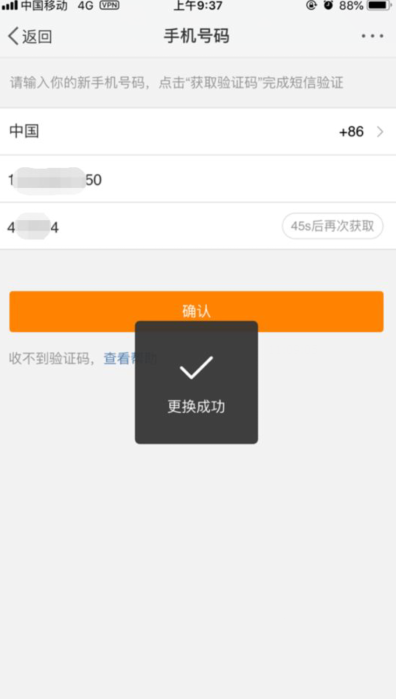 中国移动 4G VPN 上午9:37 88%
返回 手机号码 ...
请输入你的新手机号码，点击“获取验证码”完成短信验证
中国 +86
1 50
4 4 45s后再次获取
确认
收不到验证码，查看帮助
更换成功